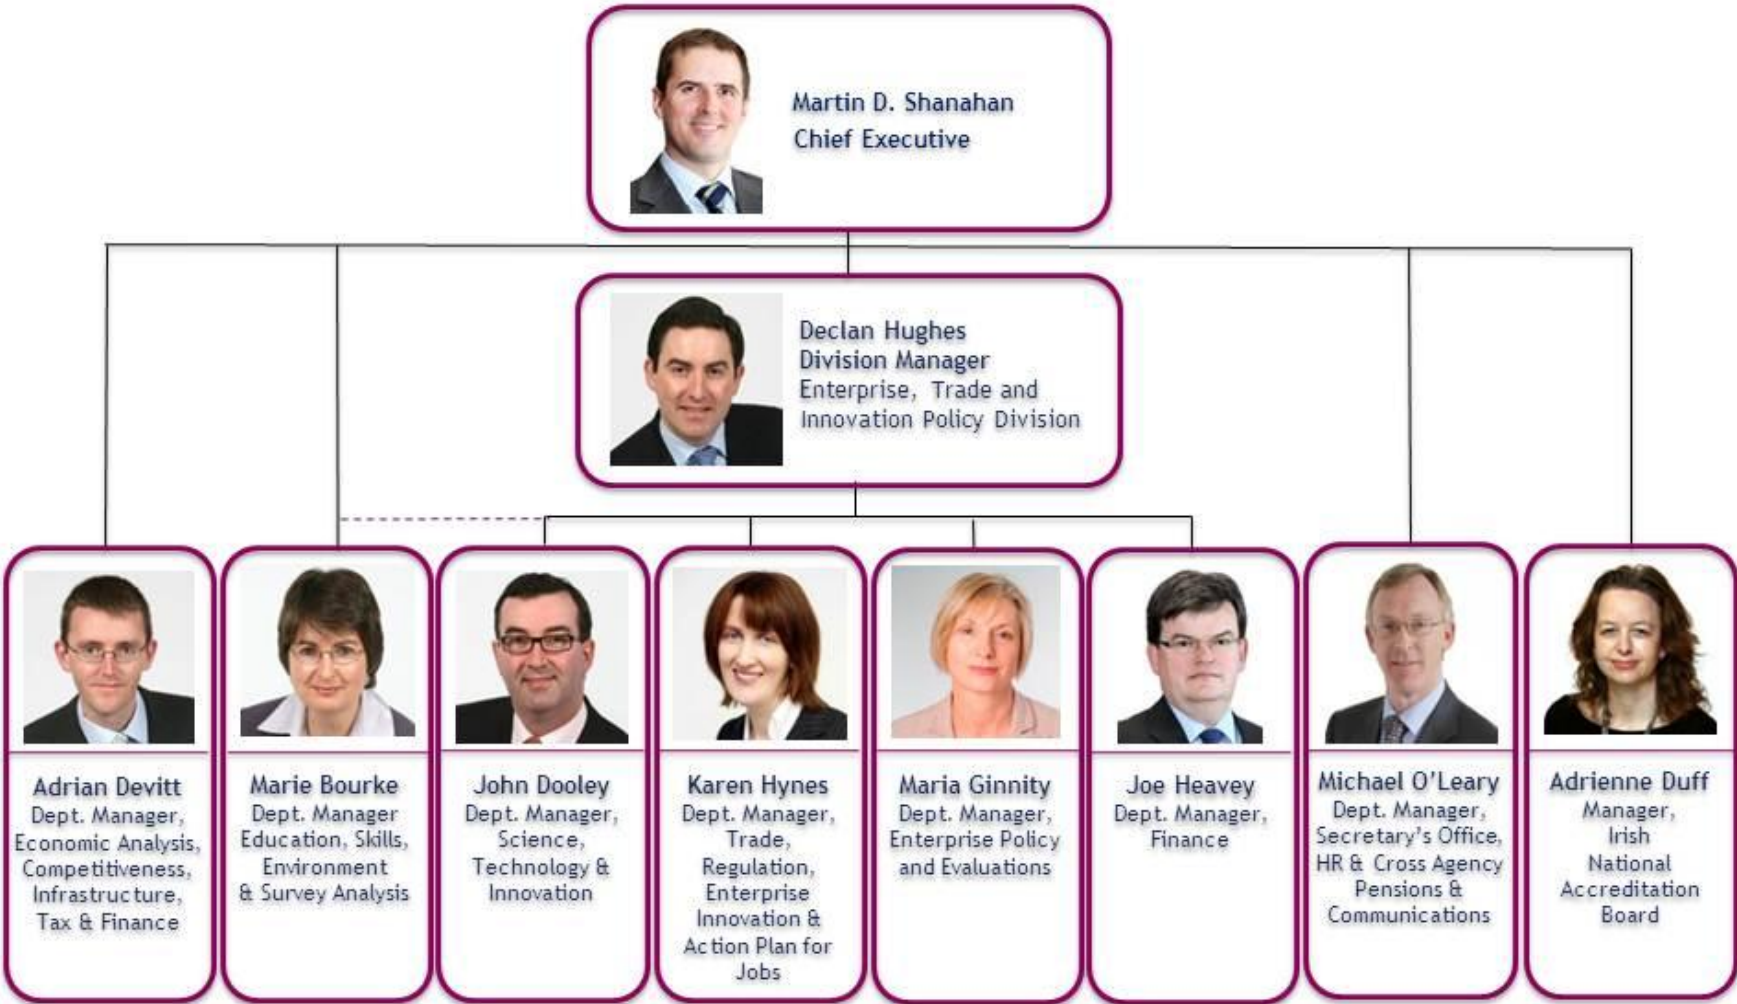 Martin D. Shanahan
Chief Executive
Declan Hughes
Division Manager
Enterprise, Trade and
Innovation Policy Division
Adrian Devitt
Dept. Manager,
Economic Analysis,
Competitiveness,
Infrastructure,
Tax & Finance
Marie Bourke
Dept. Manager
Education, Skills,
Environment
& Survey Analysis
John Dooley
Dept. Manager,
Science,
Technology &
Innovation
Karen Hynes
Dept. Manager,
Trade,
Regulation,
Enterprise
Innovation &
Action Plan for
Jobs
Maria Ginnity
Dept. Manager,
Enterprise Policy
and Evaluations
Joe Heavey
Dept. Manager,
Finance
Michael O'Leary
Dept. Manager,
Secretary's Office,
HR & Cross Agency
Pensions &
Communications
Adrienne Duff
Manager,
Irish
National
Accreditation
Board